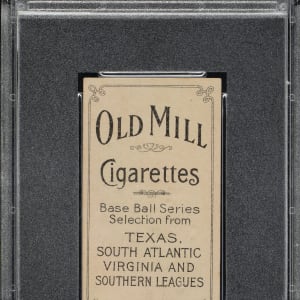 OLD MILL
Cigarettes
Base Ball Series
Selection from
TEXAS,
SOUTH ATLANTIC
VIRGINIA AND
SOUTHERN LEAGUES